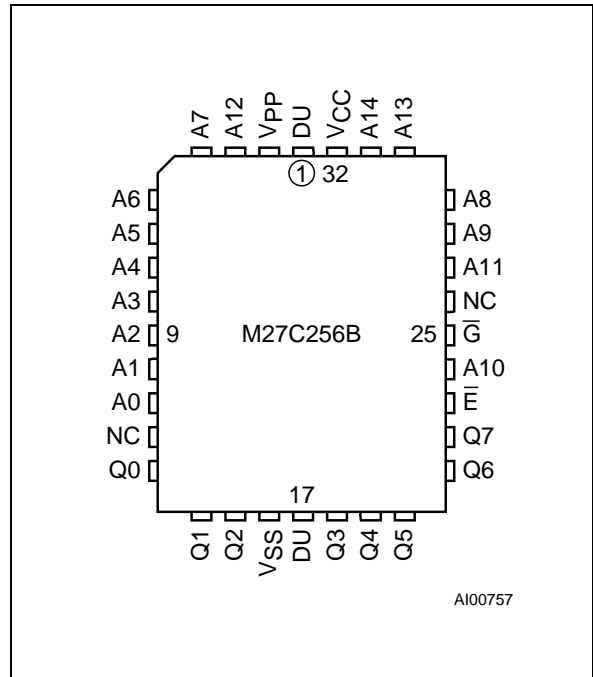 A7 A12 VPP DU VCC A14 A13
1 32
A6 A8
A5 A9
A4 A11
A3 NC
A2 9 M27C256B 25 G̅
A1 A10
A0 E̅
NC Q7
Q0 Q6
17
Q1 Q2 VSS DU Q3 Q4 Q5
AI00757